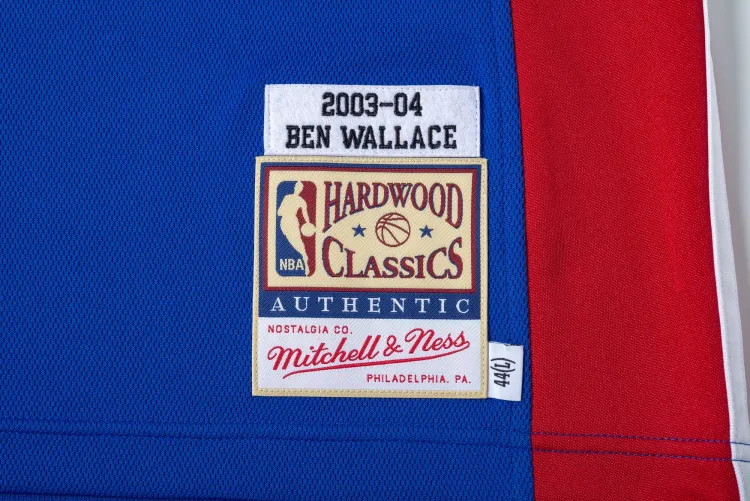 2003-04
BEN WALLACE
HARDWOOD
CLASSICS
NBA
AUTHENTIC
NOSTALGIA CO.
Mitchell & Ness
PHILADELPHIA, PA.
44(L)